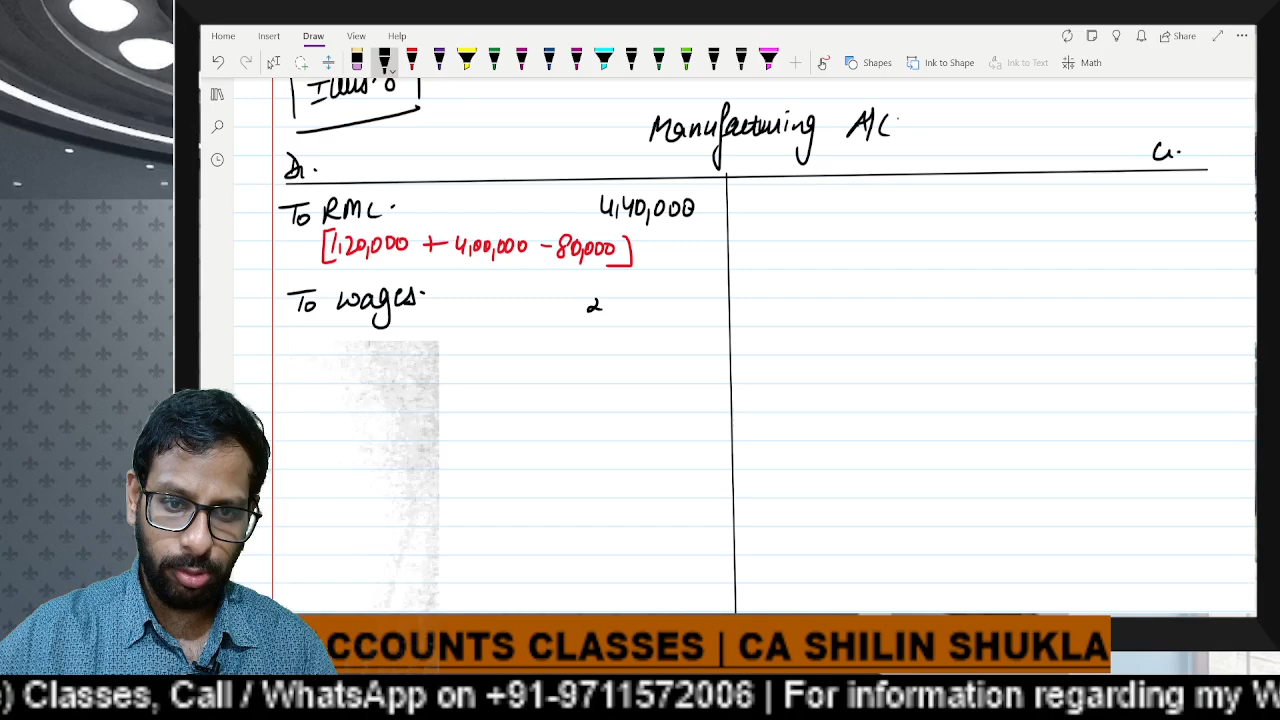 Home Insert Draw View Help Share
Shapes Ink to Shape Ink to Text Math
Illus. 8
Manufacturing A/C
Dr. Cr.
To RMC. 4,40,000
[1,20,000 + 4,00,000 - 80,000]
To wages. 2
CCOUNTS CLASSES | CA SHILIN SHUKLA
) Classes, Call / WhatsApp on +91-9711572006 | For information regarding my W